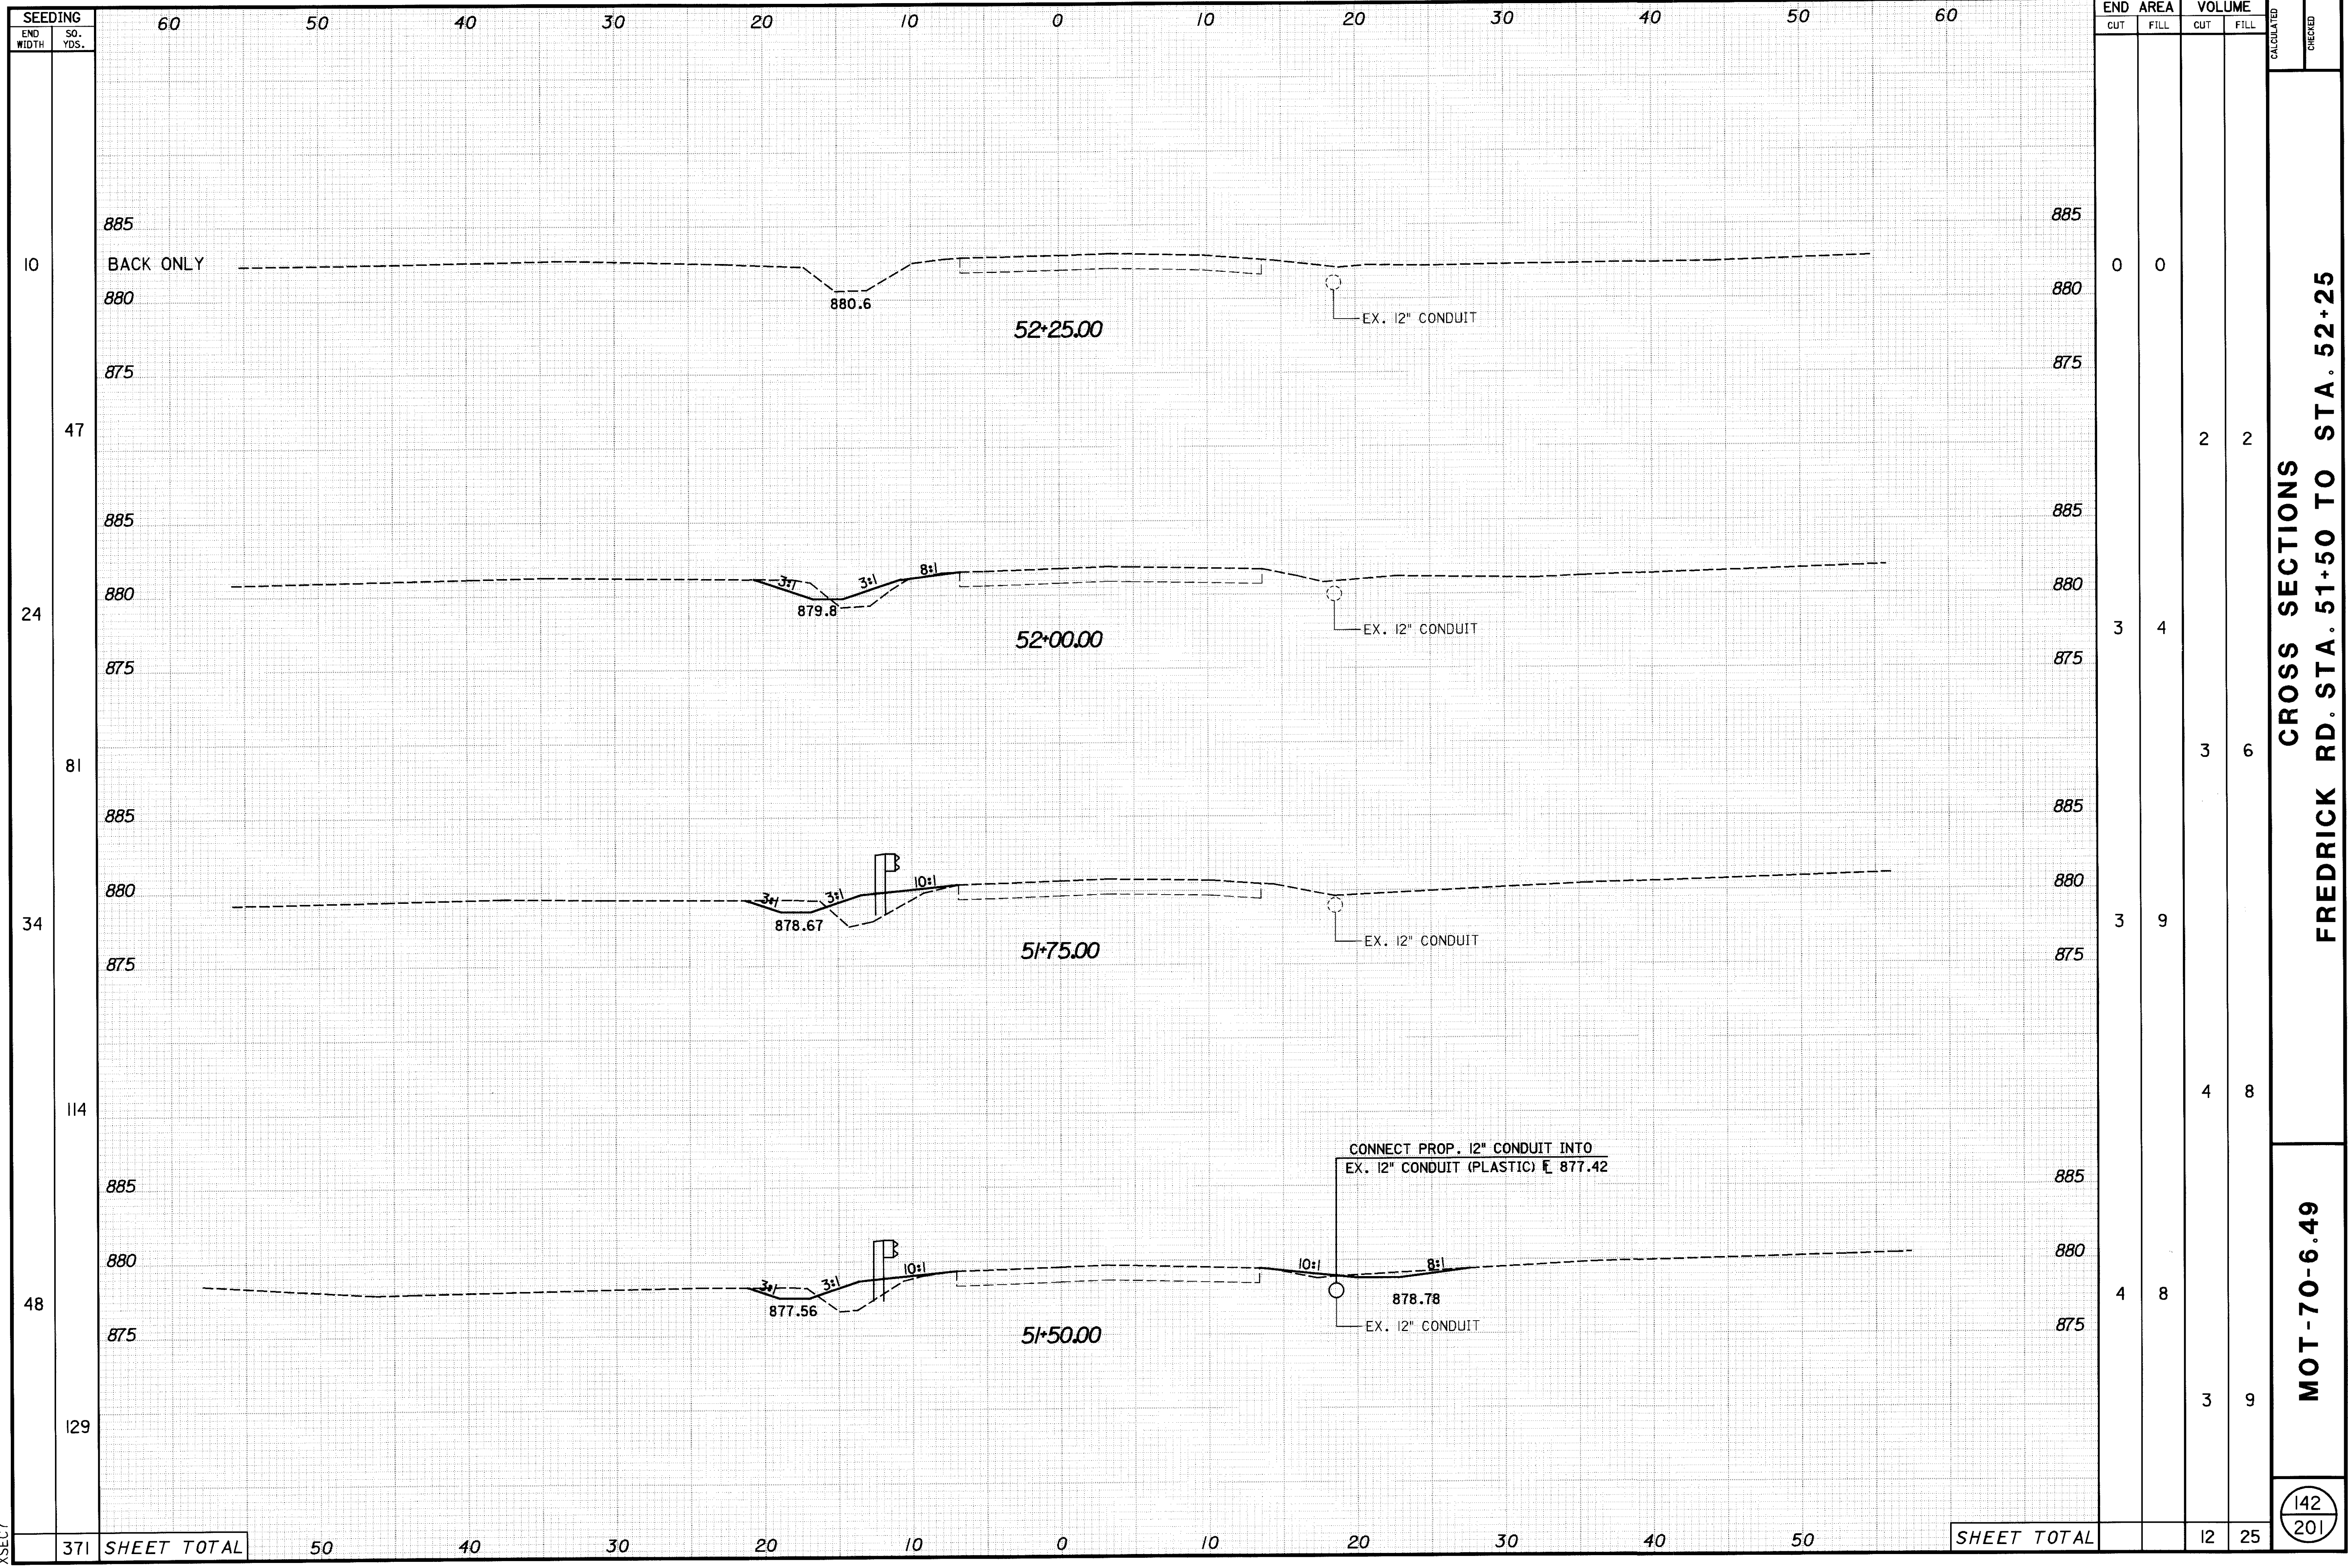 SEEDING
END WIDTH
SQ. YDS.
60 50 40 30 20 10 0 10 20 30 40 50 60
END AREA
VOLUME
CUT FILL CUT FILL
CALCULATED
CHECKED
885 885
10 BACK ONLY 0 0
880 880
880.6
EX. 12" CONDUIT
52+25.00
875 875
47 2 2
885 885
8:1
3:1 3:1
880 880
879.8
24 3 4
EX. 12" CONDUIT
52+00.00
875 875
81 3 6
885 885
10:1
880 880
3:1 3:1
878.67
34 3 9
EX. 12" CONDUIT
51+75.00
875 875
114 4 8
CONNECT PROP. 12" CONDUIT INTO
EX. 12" CONDUIT (PLASTIC) FL 877.42
885 885
880 880
3:1 3:1 10:1 10:1 8:1
877.56
878.78
48 4 8
EX. 12" CONDUIT
51+50.00
875 875
129 3 9
371 SHEET TOTAL
50 40 30 20 10 0 10 20 30 40 50
SHEET TOTAL 12 25
CROSS SECTIONS
FREDRICK RD. STA. 51+50 TO STA. 52+25
MOT-70-6.49
142
201